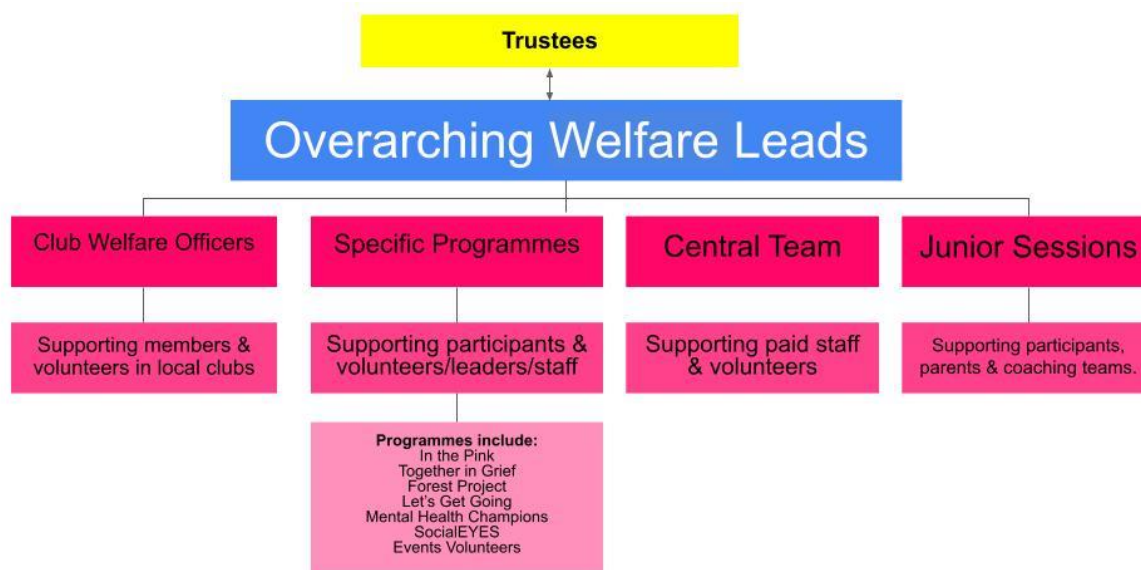 Trustees
Overarching Welfare Leads
Club Welfare Officers
Specific Programmes
Central Team
Junior Sessions
Supporting members &
volunteers in local clubs
Supporting participants &
volunteers/leaders/staff
Supporting paid staff
& volunteers
Supporting participants,
parents & coaching teams.
Programmes include:
In the Pink
Together in Grief
Forest Project
Let's Get Going
Mental Health Champions
SocialEYES
Events Volunteers